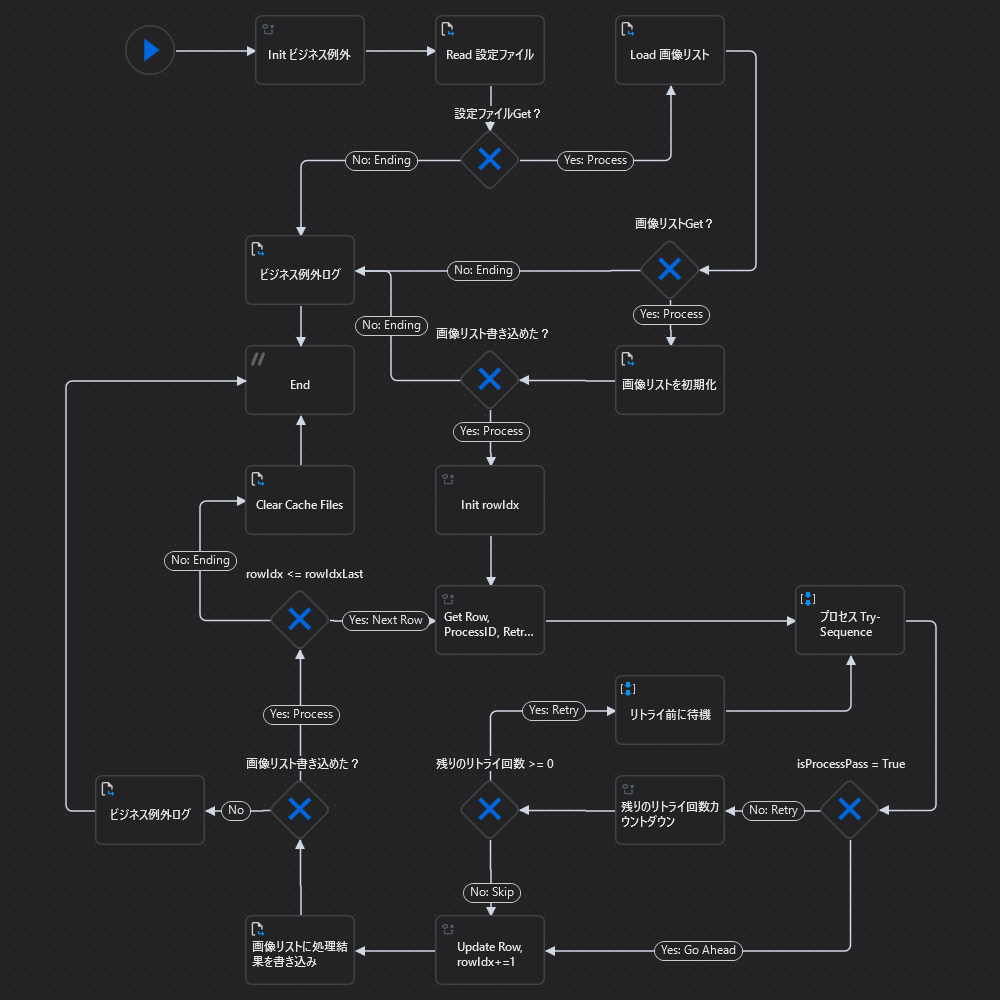 Init ビジネス例外
Read 設定ファイル
Load 画像リスト
設定ファイルGet？
No: Ending
Yes: Process
画像リストGet？
ビジネス例外ログ
No: Ending
Yes: Process
No: Ending
画像リスト書き込めた？
End
画像リストを初期化
Yes: Process
Clear Cache Files
Init rowIdx
No: Ending
rowIdx <= rowIdxLast
Yes: Next Row
Get Row,
ProcessID, Retr...
プロセス Try-
Sequence
Yes: Process
Yes: Retry
リトライ前に待機
画像リスト書き込めた？
残りのリトライ回数 >= 0
isProcessPass = True
ビジネス例外ログ
No
残りのリトライ回数カ
ウントダウン
No: Retry
No: Skip
画像リストに処理結
果を書き込み
Update Row,
rowIdx+=1
Yes: Go Ahead